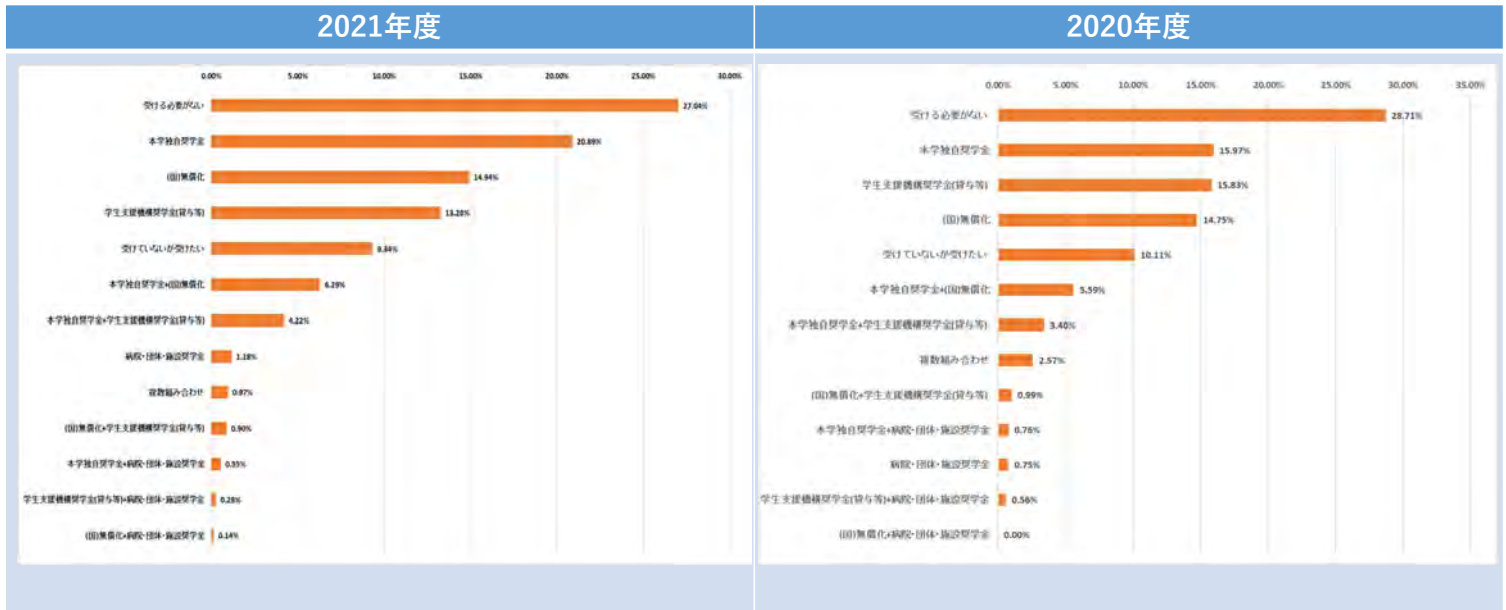 2021年度
0.00% 5.00% 10.00% 15.00% 20.00% 25.00% 30.00%
受ける必要がない 27.04%
本学独自奨学金 20.89%
(国)無償化 14.94%
学生支援機構奨学金(貸与等)
受けていないが受けたい
本学独自奨学金+(国)無償化 6.29%
本学独自奨学金+学生支援機構奨学金(貸与等) 4.22%
病院・団体・施設奨学金 1.18%
複数組み合わせ 0.97%
(国)無償化+学生支援機構奨学金(貸与等) 0.90%
本学独自奨学金+病院・団体・施設奨学金 0.55%
学生支援機構奨学金(貸与等)+病院・団体・施設奨学金 0.28%
(国)無償化+病院・団体・施設奨学金 0.14%
2020年度
0.00% 5.00% 10.00% 15.00% 20.00% 25.00% 30.00% 35.00%
受ける必要がない 28.71%
本学独自奨学金 15.97%
学生支援機構奨学金(貸与等) 15.83%
(国)無償化 14.75%
受けていないが受けたい 10.11%
本学独自奨学金+(国)無償化 5.59%
本学独自奨学金+学生支援機構奨学金(貸与等) 3.40%
複数組み合わせ 2.57%
(国)無償化+学生支援機構奨学金(貸与等) 0.99%
本学独自奨学金+病院・団体・施設奨学金 0.76%
病院・団体・施設奨学金 0.75%
学生支援機構奨学金(貸与等)+病院・団体・施設奨学金 0.56%
(国)無償化+病院・団体・施設奨学金 0.00%